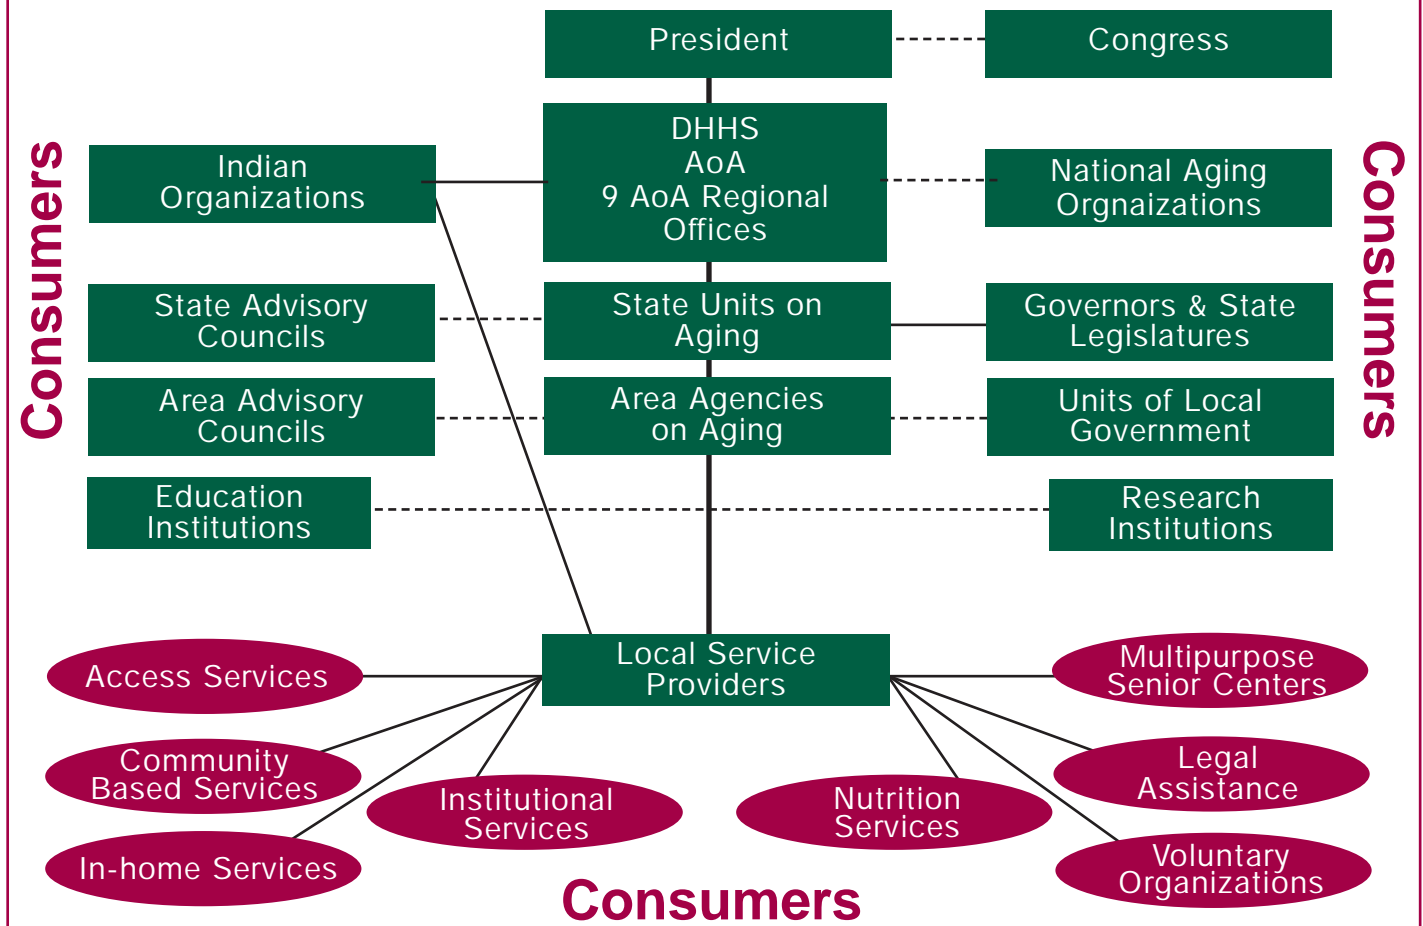 President
Congress
DHHS
AoA
9 AoA Regional
Offices
Indian
Organizations
National Aging
Orgnaizations
Consumers
Consumers
State Advisory
Councils
State Units on
Aging
Governors & State
Legislatures
Area Advisory
Councils
Area Agencies
on Aging
Units of Local
Government
Education
Institutions
Research
Institutions
Local Service
Providers
Access Services
Multipurpose
Senior Centers
Community
Based Services
Legal
Assistance
Institutional
Services
Nutrition
Services
In-home Services
Voluntary
Organizations
Consumers